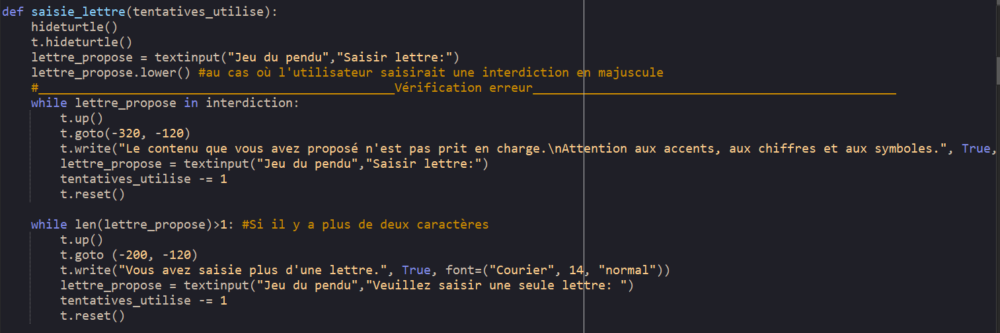 def saisie_lettre(tentatives_utilise):
    hideturtle()
    t.hideturtle()
    lettre_propose = textinput("Jeu du pendu","Saisir lettre:")
    lettre_propose.lower() #au cas où l'utilisateur saisirait une interdiction en majuscule
    #_________________________________________________Vérification erreur__________________________________________________
    while lettre_propose in interdiction:
        t.up()
        t.goto(-320, -120)
        t.write("Le contenu que vous avez proposé n'est pas prit en charge.\nAttention aux accents, aux chiffres et aux symboles.", True,
        lettre_propose = textinput("Jeu du pendu","Saisir lettre:")
        tentatives_utilise -= 1
        t.reset()

    while len(lettre_propose)>1: #Si il y a plus de deux caractères
        t.up()
        t.goto (-200, -120)
        t.write("Vous avez saisie plus d'une lettre.", True, font=("Courier", 14, "normal"))
        lettre_propose = textinput("Jeu du pendu","Veuillez saisir une seule lettre: ")
        tentatives_utilise -= 1
        t.reset()